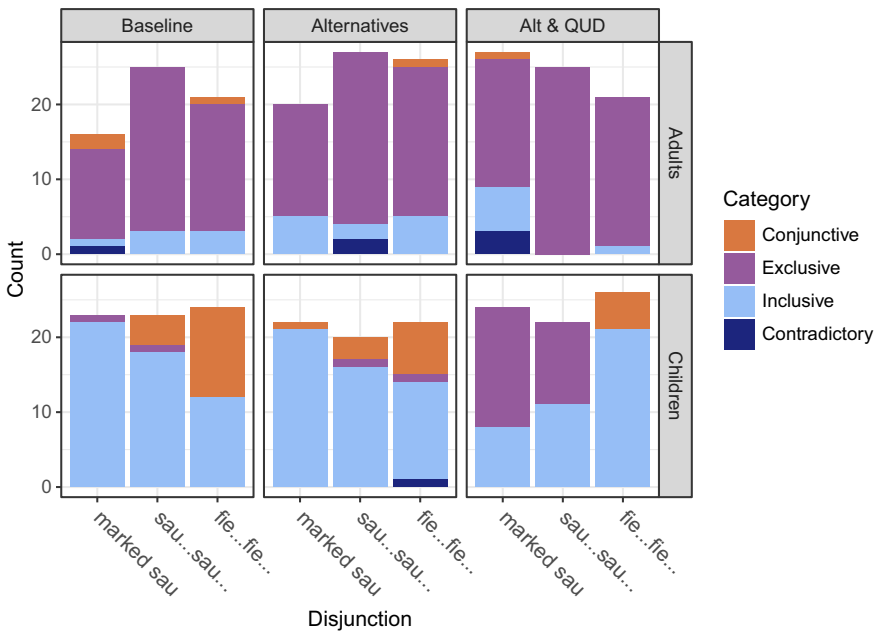 Baseline
Alternatives
Alt & QUD
Count
20
10
0
Adults
20
10
0
Children
marked sau
sau...sau...
fie...fie...
marked sau
sau...sau...
fie...fie...
marked sau
sau...sau...
fie...fie...
Disjunction
Category
Conjunctive
Exclusive
Inclusive
Contradictory